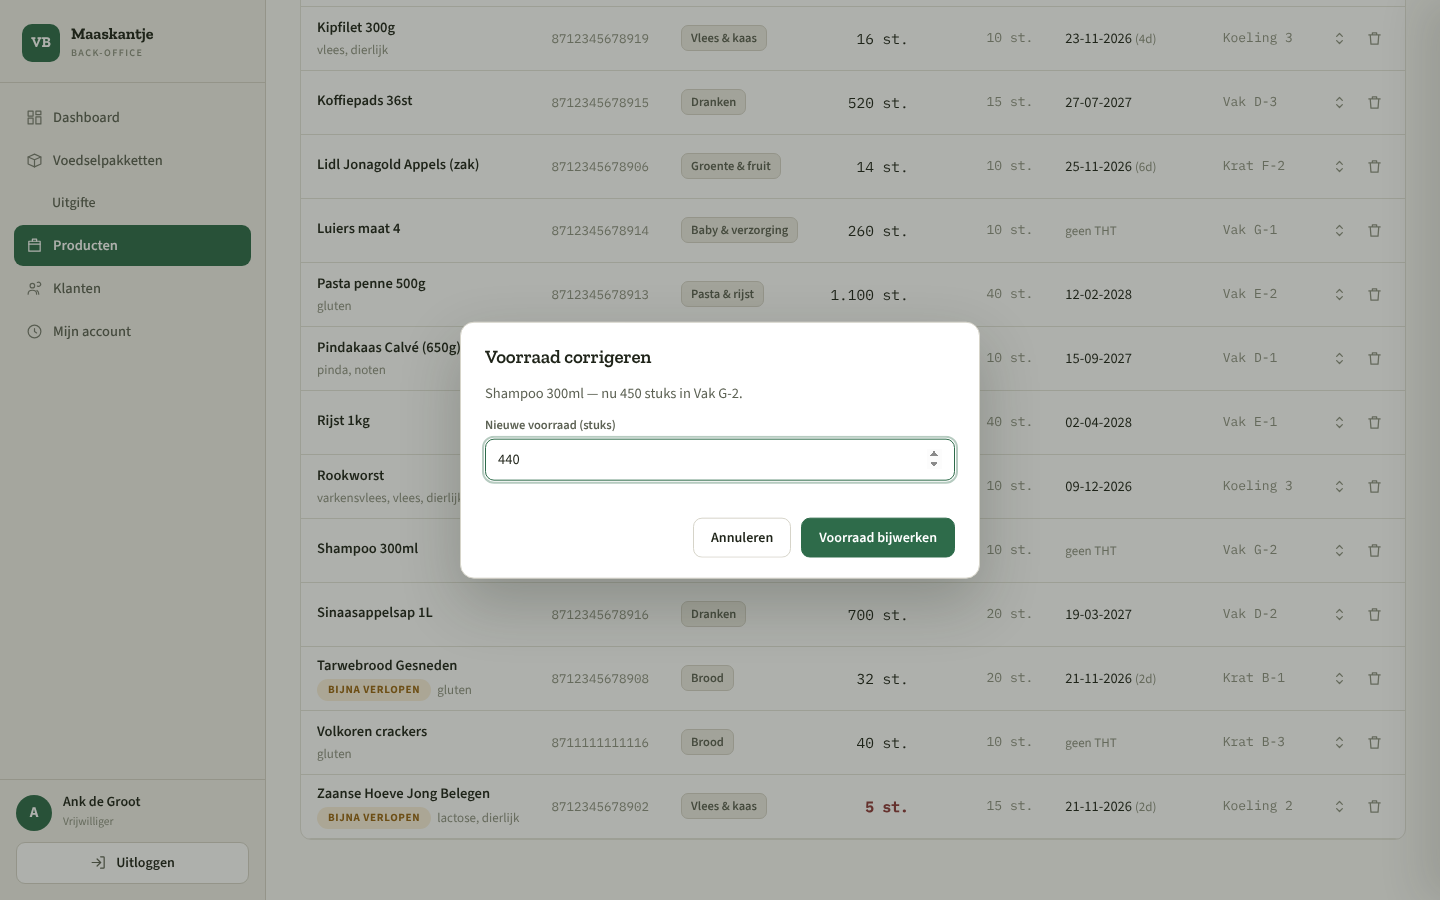 VB
Maaskantje
BACK-OFFICE
Dashboard
Voedselpakketten
Uitgifte
Producten
Klanten
Mijn account
Ank de Groot
A
Vrijwilliger
Uitloggen
Kipfilet 300g
vlees, dierlijk
8712345678919
Vlees & kaas
16 st.
10 st.
23-11-2026 (4d)
Koeling 3
Koffiepads 36st
8712345678915
Dranken
520 st.
15 st.
27-07-2027
Vak D-3
Lidl Jonagold Appels (zak)
8712345678906
Groente & fruit
14 st.
10 st.
25-11-2026 (6d)
Krat F-2
Luiers maat 4
8712345678914
Baby & verzorging
260 st.
10 st.
geen THT
Vak G-1
Pasta penne 500g
gluten
8712345678913
Pasta & rijst
1.100 st.
40 st.
12-02-2028
Vak E-2
Pindakaas Calvé (650g)
pinda, noten
10 st.
15-09-2027
Vak D-1
Rijst 1kg
40 st.
02-04-2028
Vak E-1
Rookworst
varkensvlees, vlees, dierlijk
10 st.
09-12-2026
Koeling 3
Shampoo 300ml
10 st.
geen THT
Vak G-2
Voorraad corrigeren
Shampoo 300ml — nu 450 stuks in Vak G-2.
Nieuwe voorraad (stuks)
440
Annuleren
Voorraad bijwerken
Sinaasappelsap 1L
8712345678916
Dranken
700 st.
20 st.
19-03-2027
Vak D-2
Tarwebrood Gesneden
BIJNA VERLOPEN
gluten
8712345678908
Brood
32 st.
20 st.
21-11-2026 (2d)
Krat B-1
Volkoren crackers
gluten
8711111111116
Brood
40 st.
10 st.
geen THT
Krat B-3
Zaanse Hoeve Jong Belegen
BIJNA VERLOPEN
lactose, dierlijk
8712345678902
Vlees & kaas
5 st.
15 st.
21-11-2026 (2d)
Koeling 2